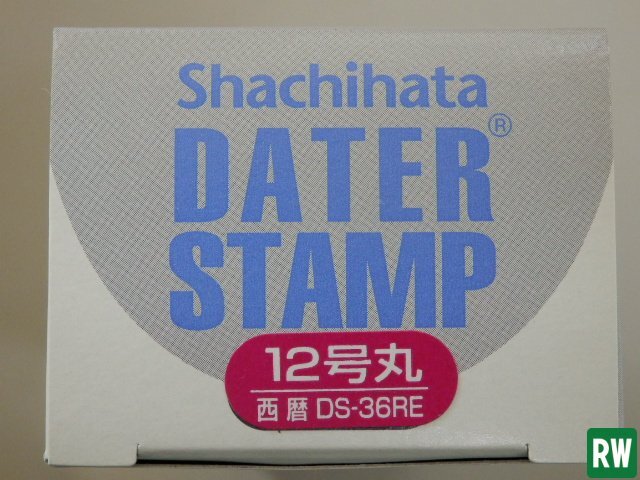 Shachihata
DATER®
STAMP
12号丸
西暦 DS-36RE
RW